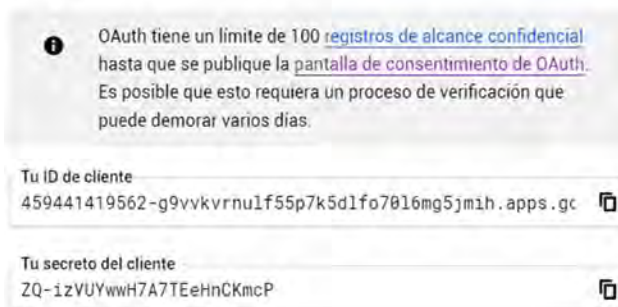 OAuth tiene un límite de 100 registros de alcance confidencial
hasta que se publique la pantalla de consentimiento de OAuth.
Es posible que esto requiera un proceso de verificación que
puede demorar varios días.
Tu ID de cliente
459441419562-g9vvkvrnulf55p7k5dlfo70l6mg5jmih.apps.gc
Tu secreto del cliente
ZQ-izVUYwwH7A7TEeHnCKmcP